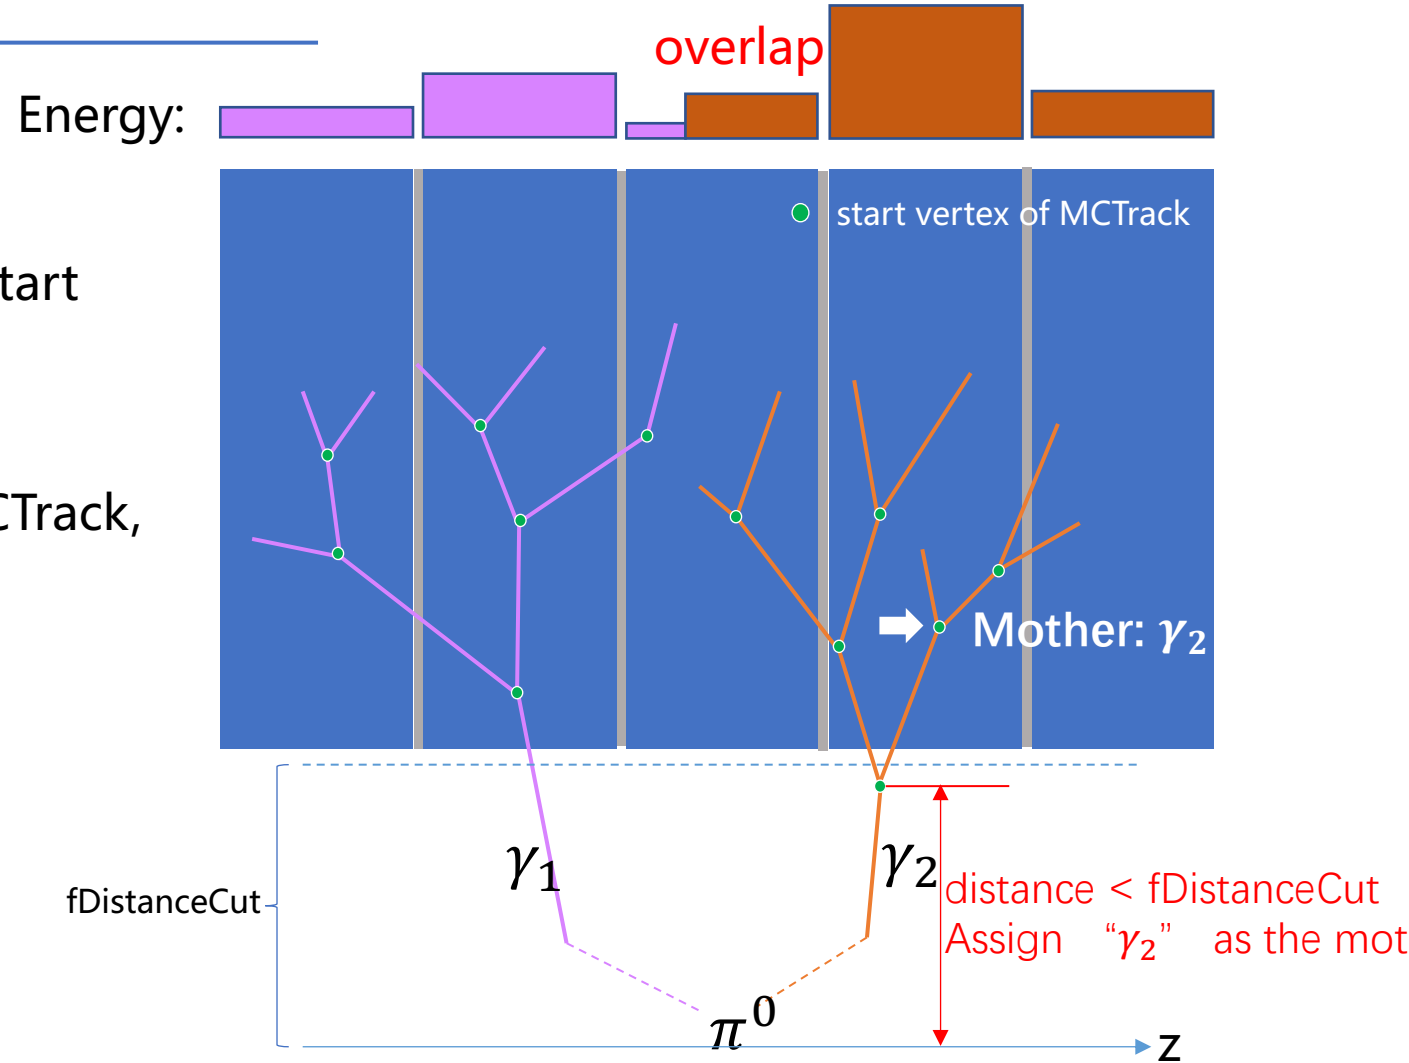 overlap
Energy:
start vertex of MCTrack
tart
CTrack,
Mother: γ₂
γ₁
γ₂
fDistanceCut
distance < fDistanceCut
Assign “γ₂” as the mot
π⁰
z